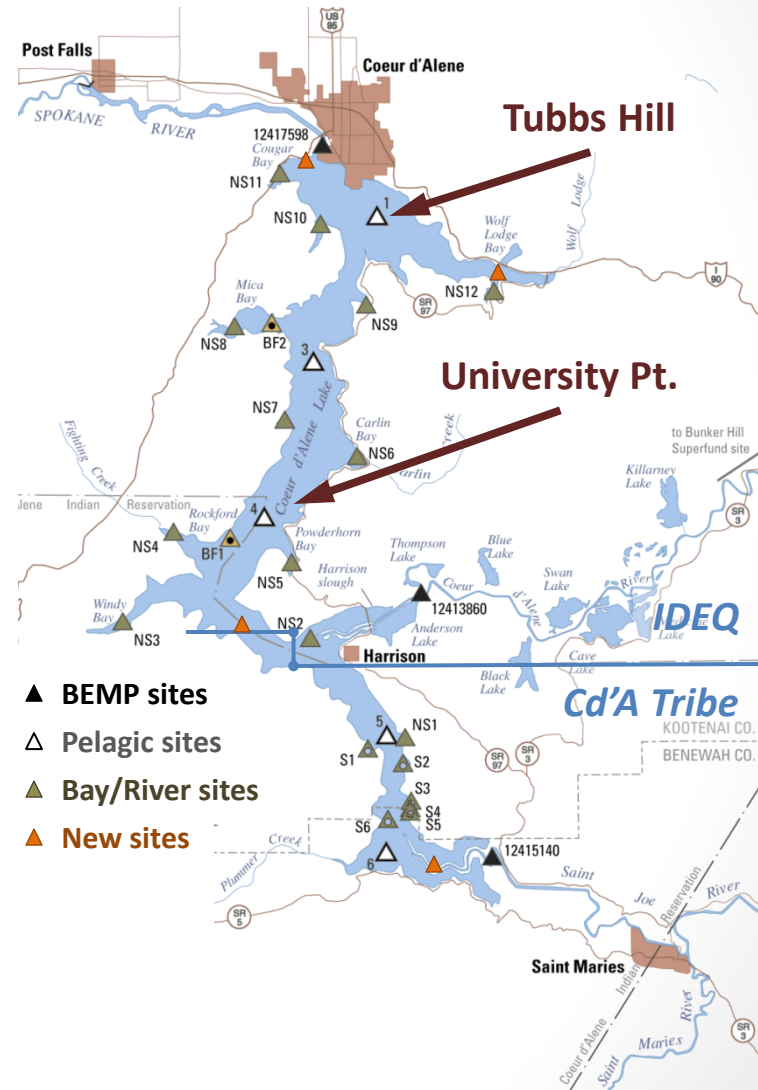 US
95
Post Falls
Coeur d'Alene
SPOKANE
RIVER
12417598
Cougar
Bay
Tubbs Hill
NS11
1
NS10
Wolf
Lodge
Bay
Wolf Lodge
I
90
NS12
SR
97
Mica
Bay
NS9
NS8
BF2
3
University Pt.
NS7
Coeur d'Alene Lake
Carlin
Bay
NS6
Creek
arlin
Fighting Creek
to Bunker Hill
Superfund site
Killarney
Lake
SR
3
lene Indian Reservation
4
Rockford
Bay
NS4
BF1
Powderhorn
Bay
NS5
Thompson
Lake
Blue
Lake
Harrison
slough
Coeur
d'Alene
River
Swan
Lake
12413860
Windy
Bay
NS3
NS2
Anderson
Lake
IDEQ
Lake
Harrison
Cave
Lake
Black
Lake
Cd'A Tribe
BEMP sites
Pelagic sites
Bay/River sites
New sites
KOOTENAI CO.
BENEWAH CO.
5
NS1
S1
S2
SR
97
SR
3
S3
S4
S5
S6
12415140
6
Plummer Creek
SR
5
Saint Joe River
Saint Maries
Coeur d'Alene Indian Reservation
SR
3
Saint Maries River